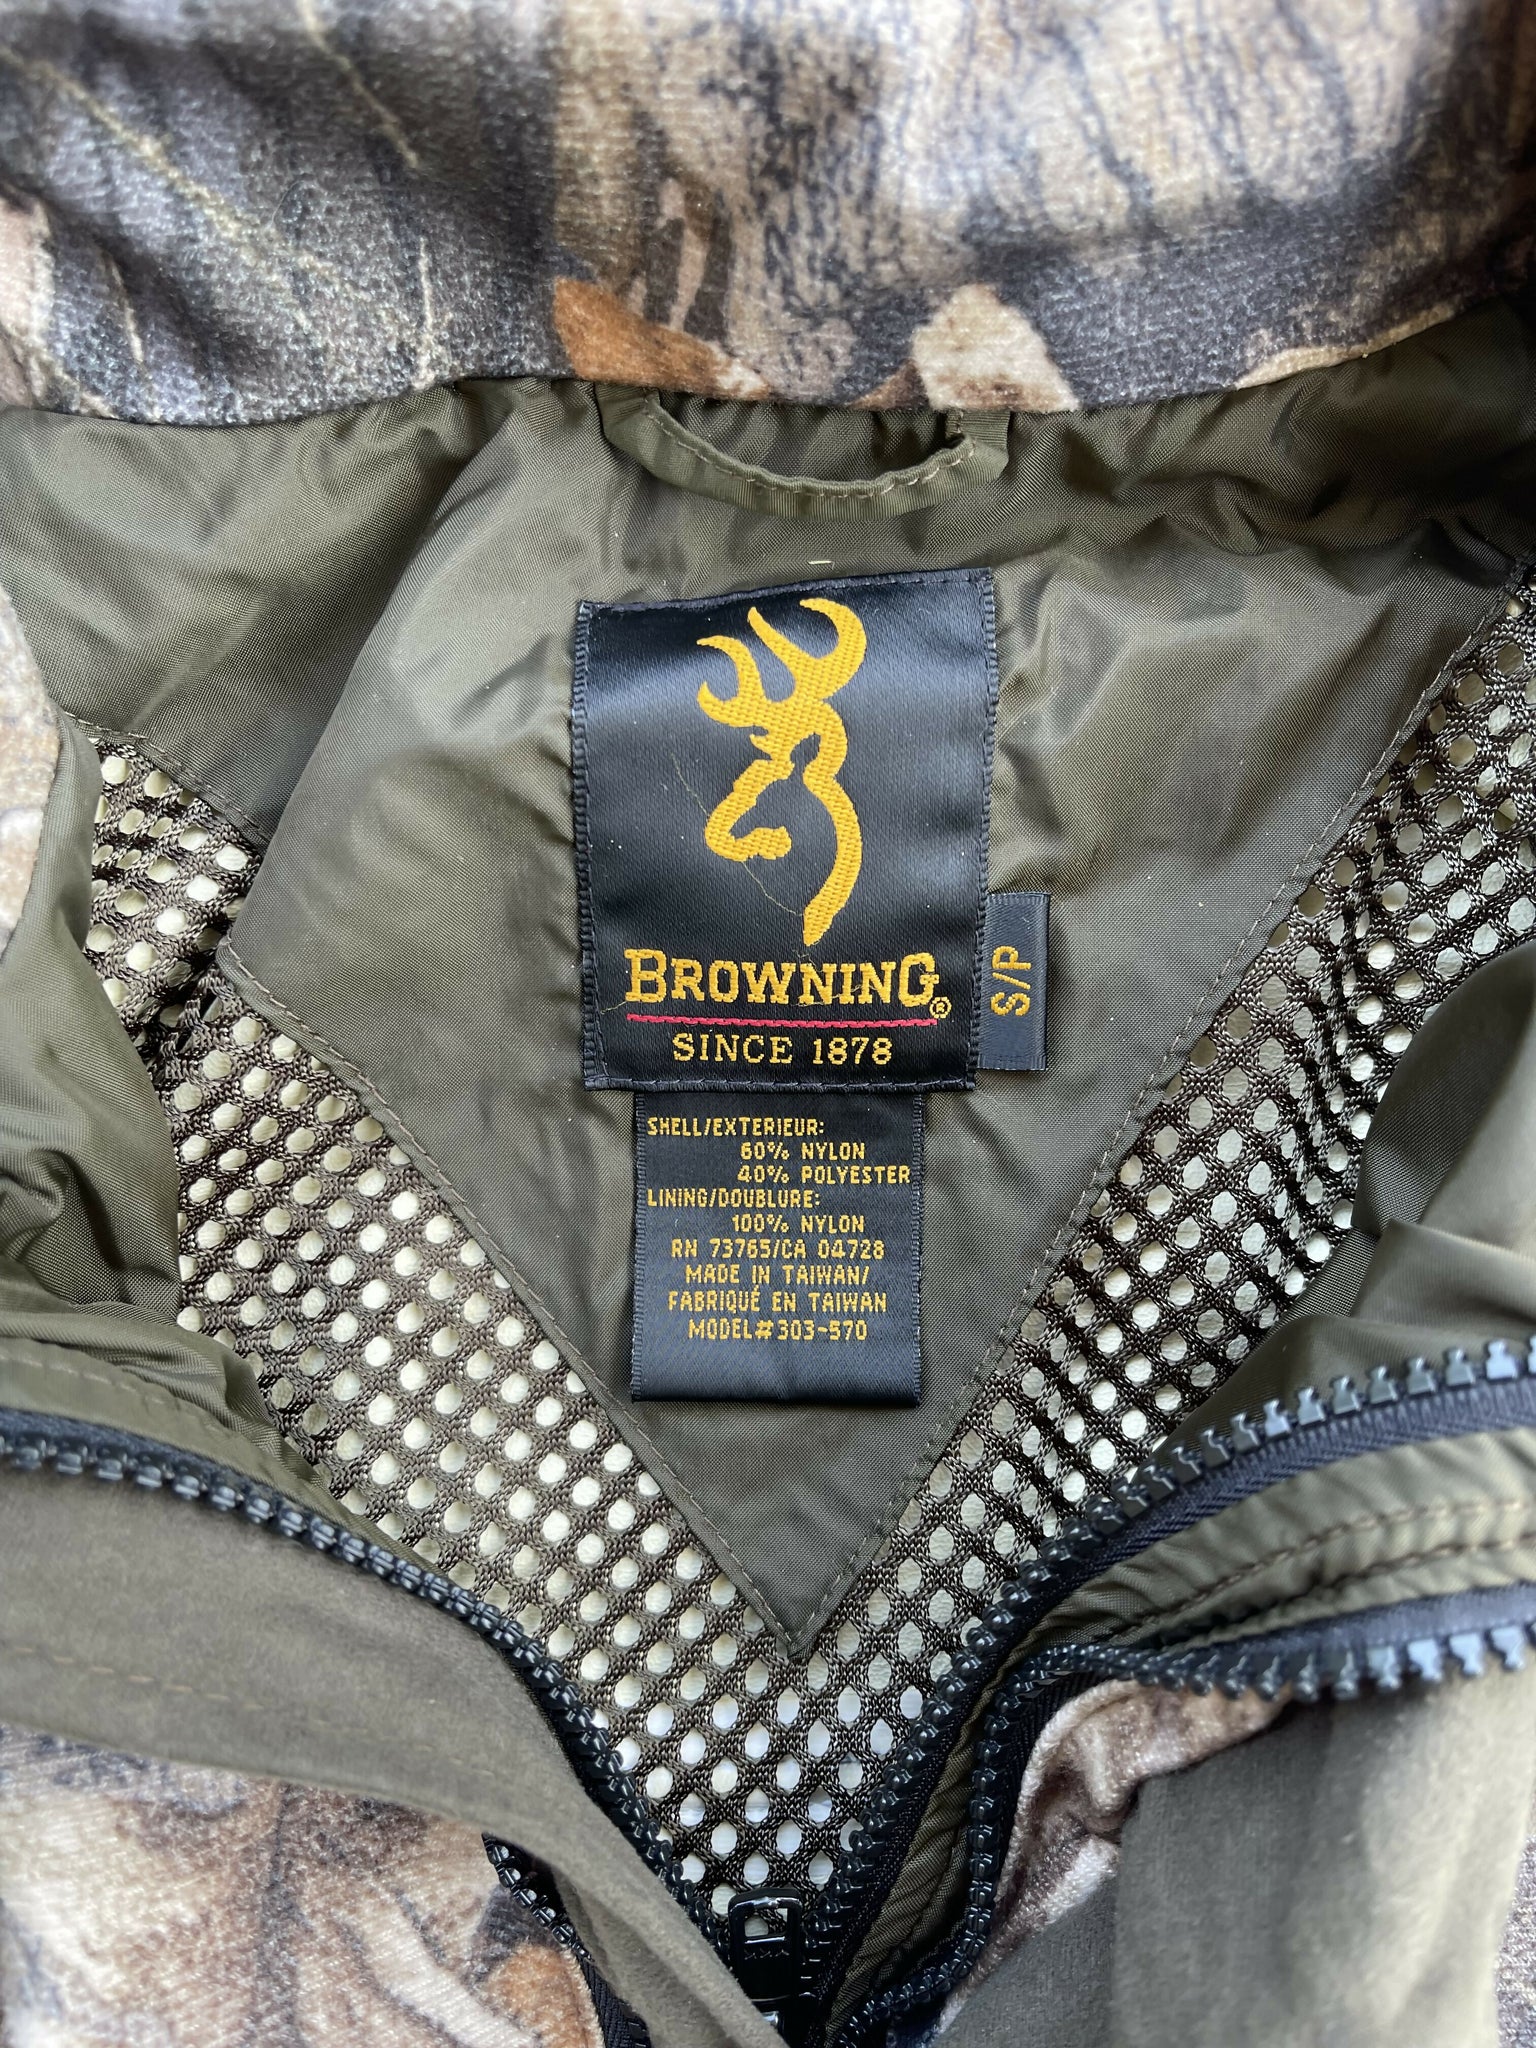 BROWNING®
SINCE 1878
S/P
SHELL/EXTERIEUR:
60% NYLON
40% POLYESTER
LINING/DOUBLURE:
100% NYLON
RN 73765/CA 04728
MADE IN TAIWAN/
FABRIQUÉ EN TAIWAN
MODEL#303-570